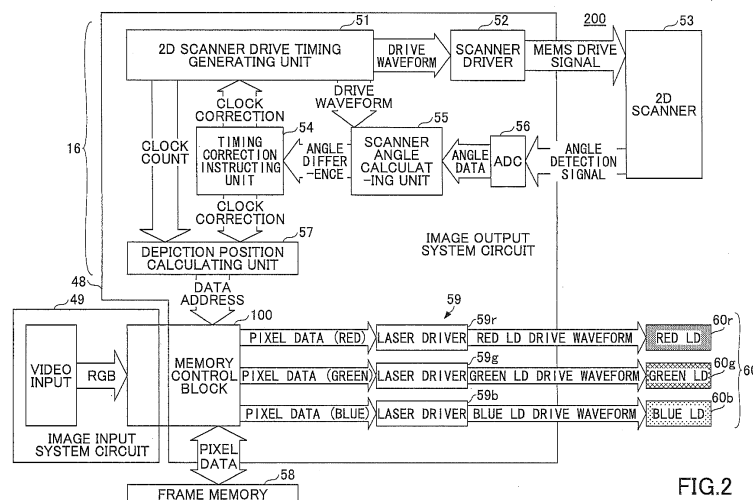 51
52
200
53
2D SCANNER DRIVE TIMING
GENERATING UNIT
DRIVE
WAVEFORM
SCANNER
DRIVER
MEMS DRIVE
SIGNAL
2D
SCANNER
CLOCK
CORRECTION
DRIVE
WAVEFORM
54
55
56
16
CLOCK
COUNT
TIMING
CORRECTION
INSTRUCTING
UNIT
ANGLE
DIFFER
-ENCE
SCANNER
ANGLE
CALCULAT
-ING UNIT
ANGLE
DATA
ADC
ANGLE
DETECTION
SIGNAL
CLOCK
CORRECTION
57
DEPICTION POSITION
CALCULATING UNIT
IMAGE OUTPUT
SYSTEM CIRCUIT
48
49
DATA
ADDRESS
100
59
59r
60r
VIDEO
INPUT
RGB
MEMORY
CONTROL
BLOCK
PIXEL DATA (RED)
LASER DRIVER
RED LD DRIVE WAVEFORM
RED LD
59g
60g
PIXEL DATA (GREEN)
LASER DRIVER
GREEN LD DRIVE WAVEFORM
GREEN LD
60
59b
60b
PIXEL DATA (BLUE)
LASER DRIVER
BLUE LD DRIVE WAVEFORM
BLUE LD
IMAGE INPUT
SYSTEM CIRCUIT
PIXEL
DATA
58
FRAME MEMORY
FIG.2